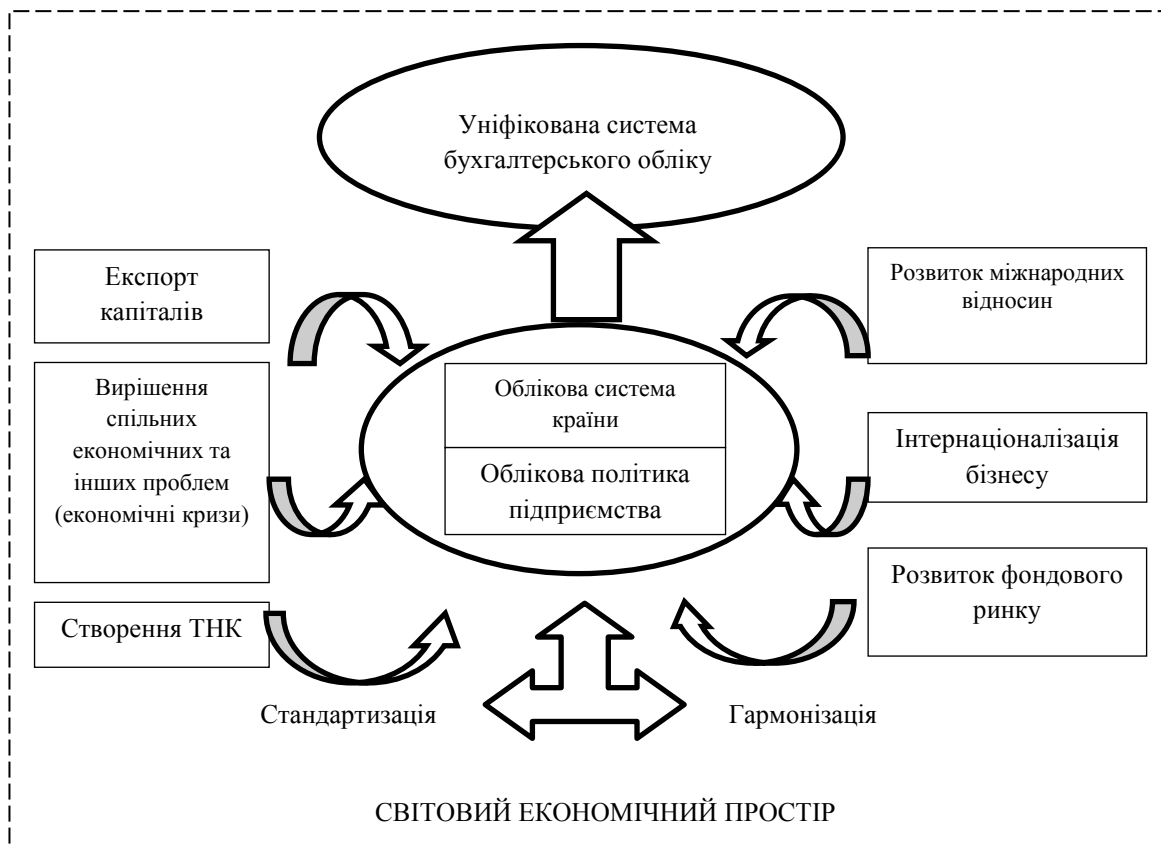 Уніфікована система
бухгалтерського обліку
Експорт
капіталів
Розвиток міжнародних
відносин
Вирішення
спільних
економічних та
інших проблем
(економічні кризи)
Облікова система
країни
Облікова політика
підприємства
Інтернаціоналізація
бізнесу
Створення ТНК
Розвиток фондового
ринку
Стандартизація
Гармонізація
СВІТОВИЙ ЕКОНОМІЧНИЙ ПРОСТІР